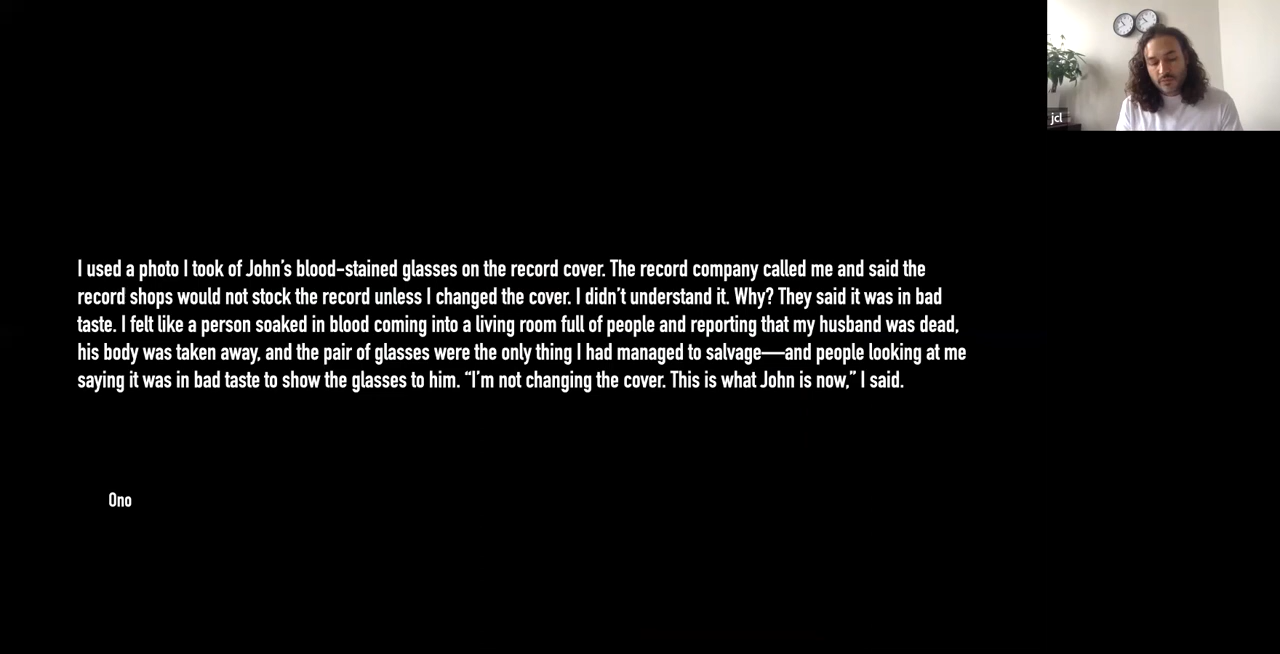 jcl
I used a photo I took of John’s blood-stained glasses on the record cover. The record company called me and said the
record shops would not stock the record unless I changed the cover. I didn’t understand it. Why? They said it was in bad
taste. I felt like a person soaked in blood coming into a living room full of people and reporting that my husband was dead,
his body was taken away, and the pair of glasses were the only thing I had managed to salvage—and people looking at me
saying it was in bad taste to show the glasses to him. “I’m not changing the cover. This is what John is now,” I said.
Ono